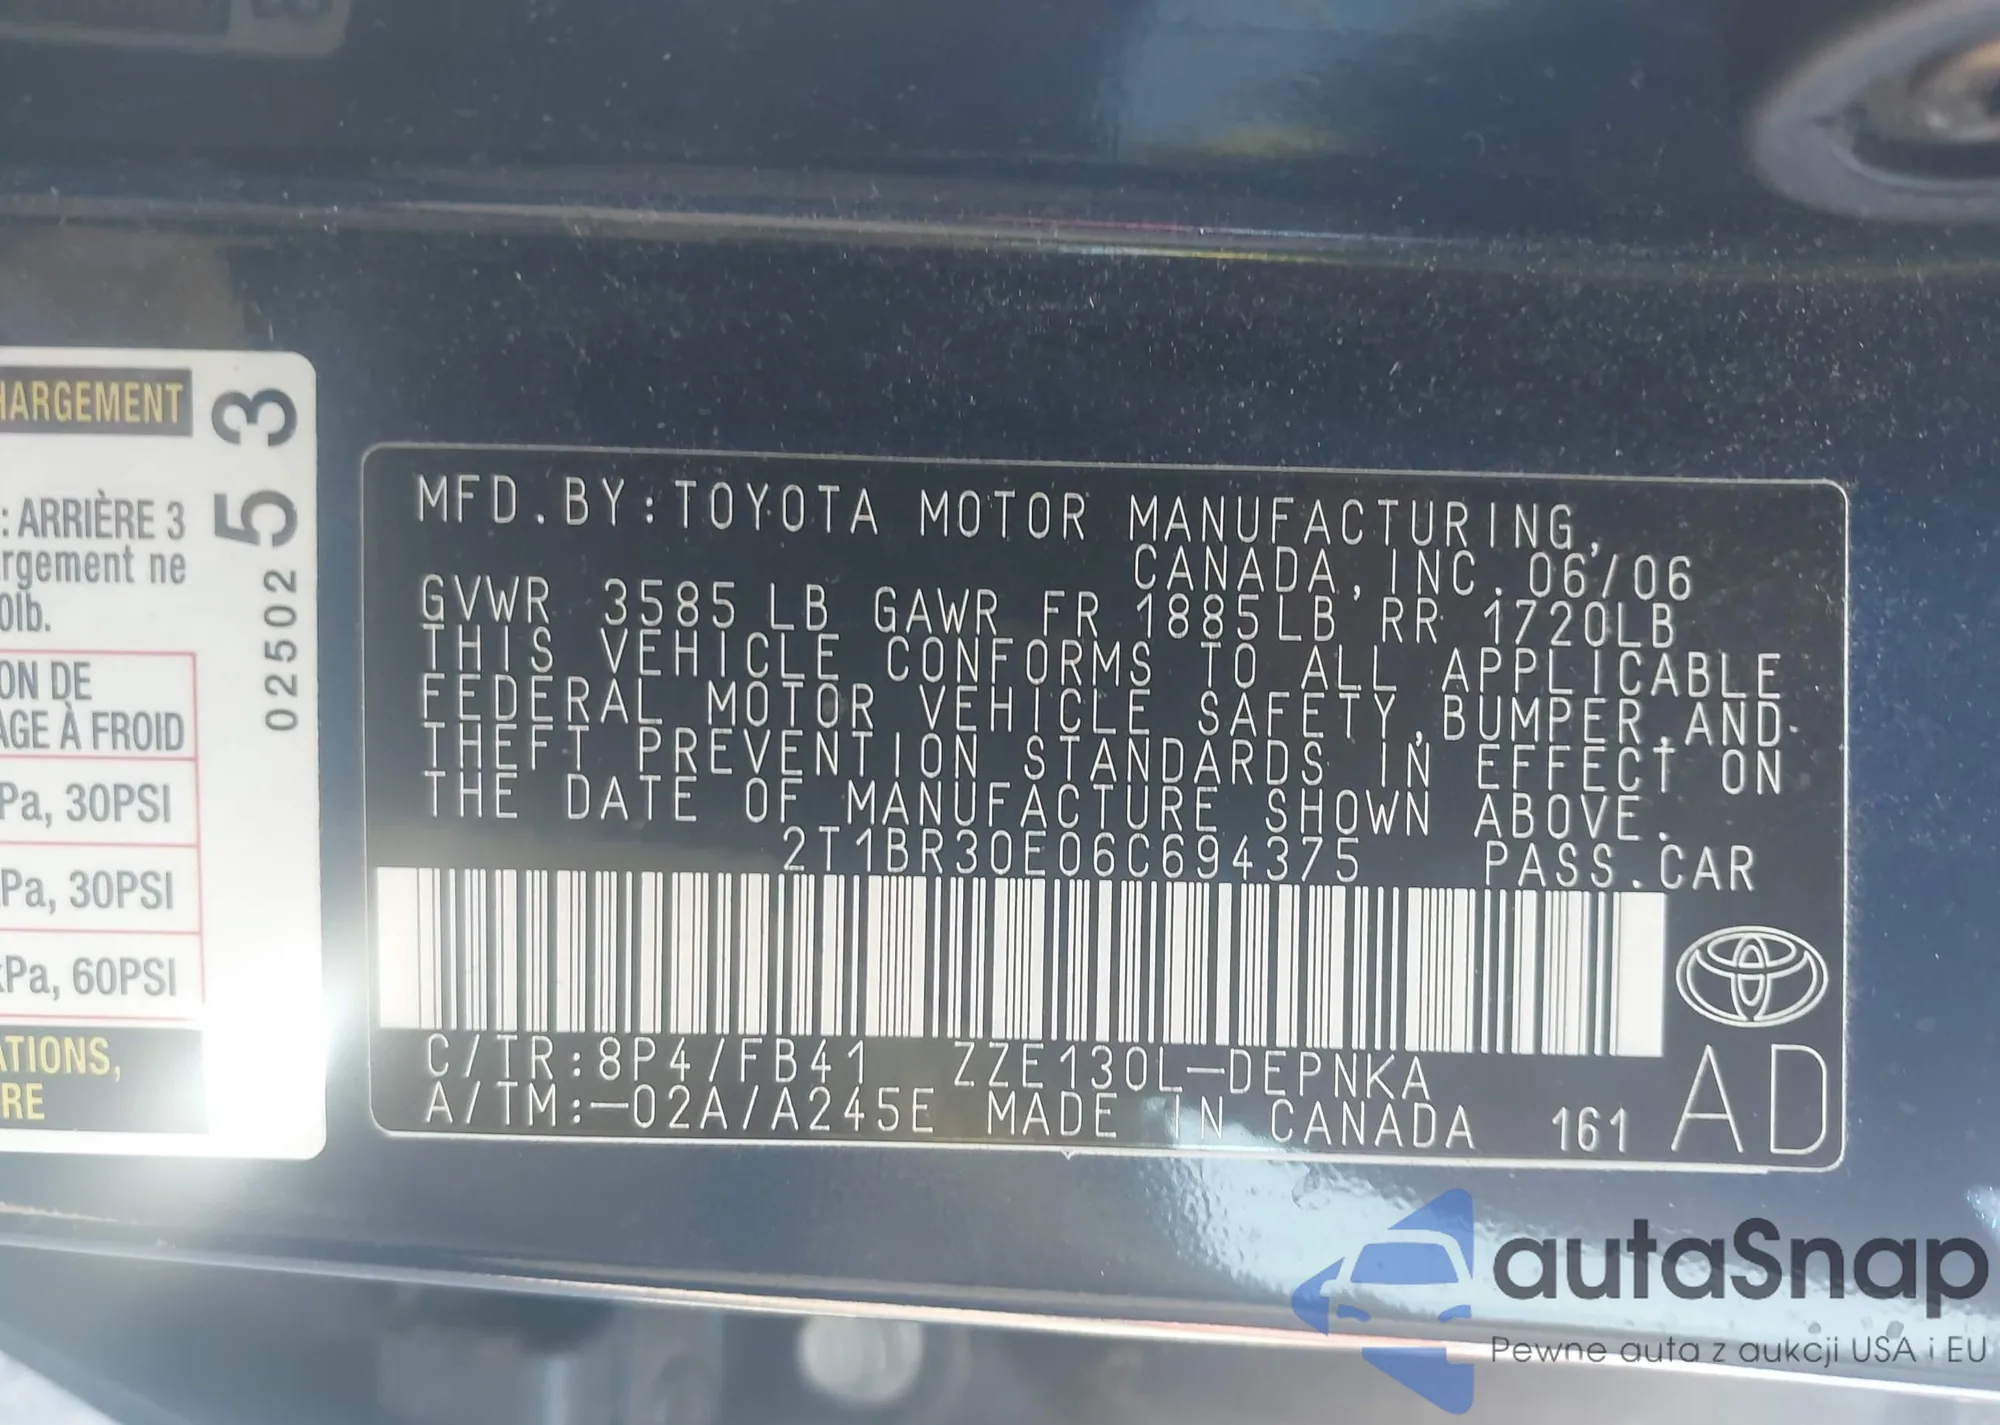 HARGEMENT
: ARRIÈRE 3
rgement ne
0lb.
ON DE
AGE À FROID
Pa, 30PSI
Pa, 30PSI
kPa, 60PSI
ATIONS,
RE
02502 53
MFD.BY:TOYOTA MOTOR MANUFACTURING,
CANADA,INC. 06/06
GVWR 3585 LB GAWR FR 1885LB RR 1720LB
THIS VEHICLE CONFORMS TO ALL APPLICABLE
FEDERAL MOTOR VEHICLE SAFETY,BUMPER,AND
THEFT PREVENTION STANDARDS IN EFFECT ON
THE DATE OF MANUFACTURE SHOWN ABOVE.
2T1BR30E06C694375 PASS.CAR
C/TR:8P4/FB41 ZZE130L-DEPNKA
A/TM:-02A/A245E MADE IN CANADA 161 AD
autaSnap
Pewne auta z aukcji USA i EU